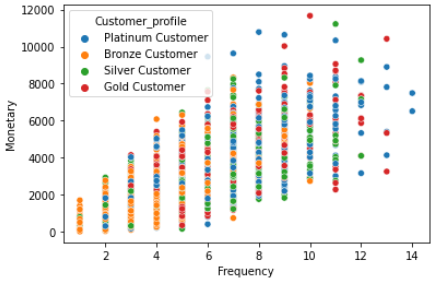 12000
10000
8000
6000
4000
2000
0
Monetary
Customer_profile
Platinum Customer
Bronze Customer
Silver Customer
Gold Customer
2 4 6 8 10 12 14
Frequency